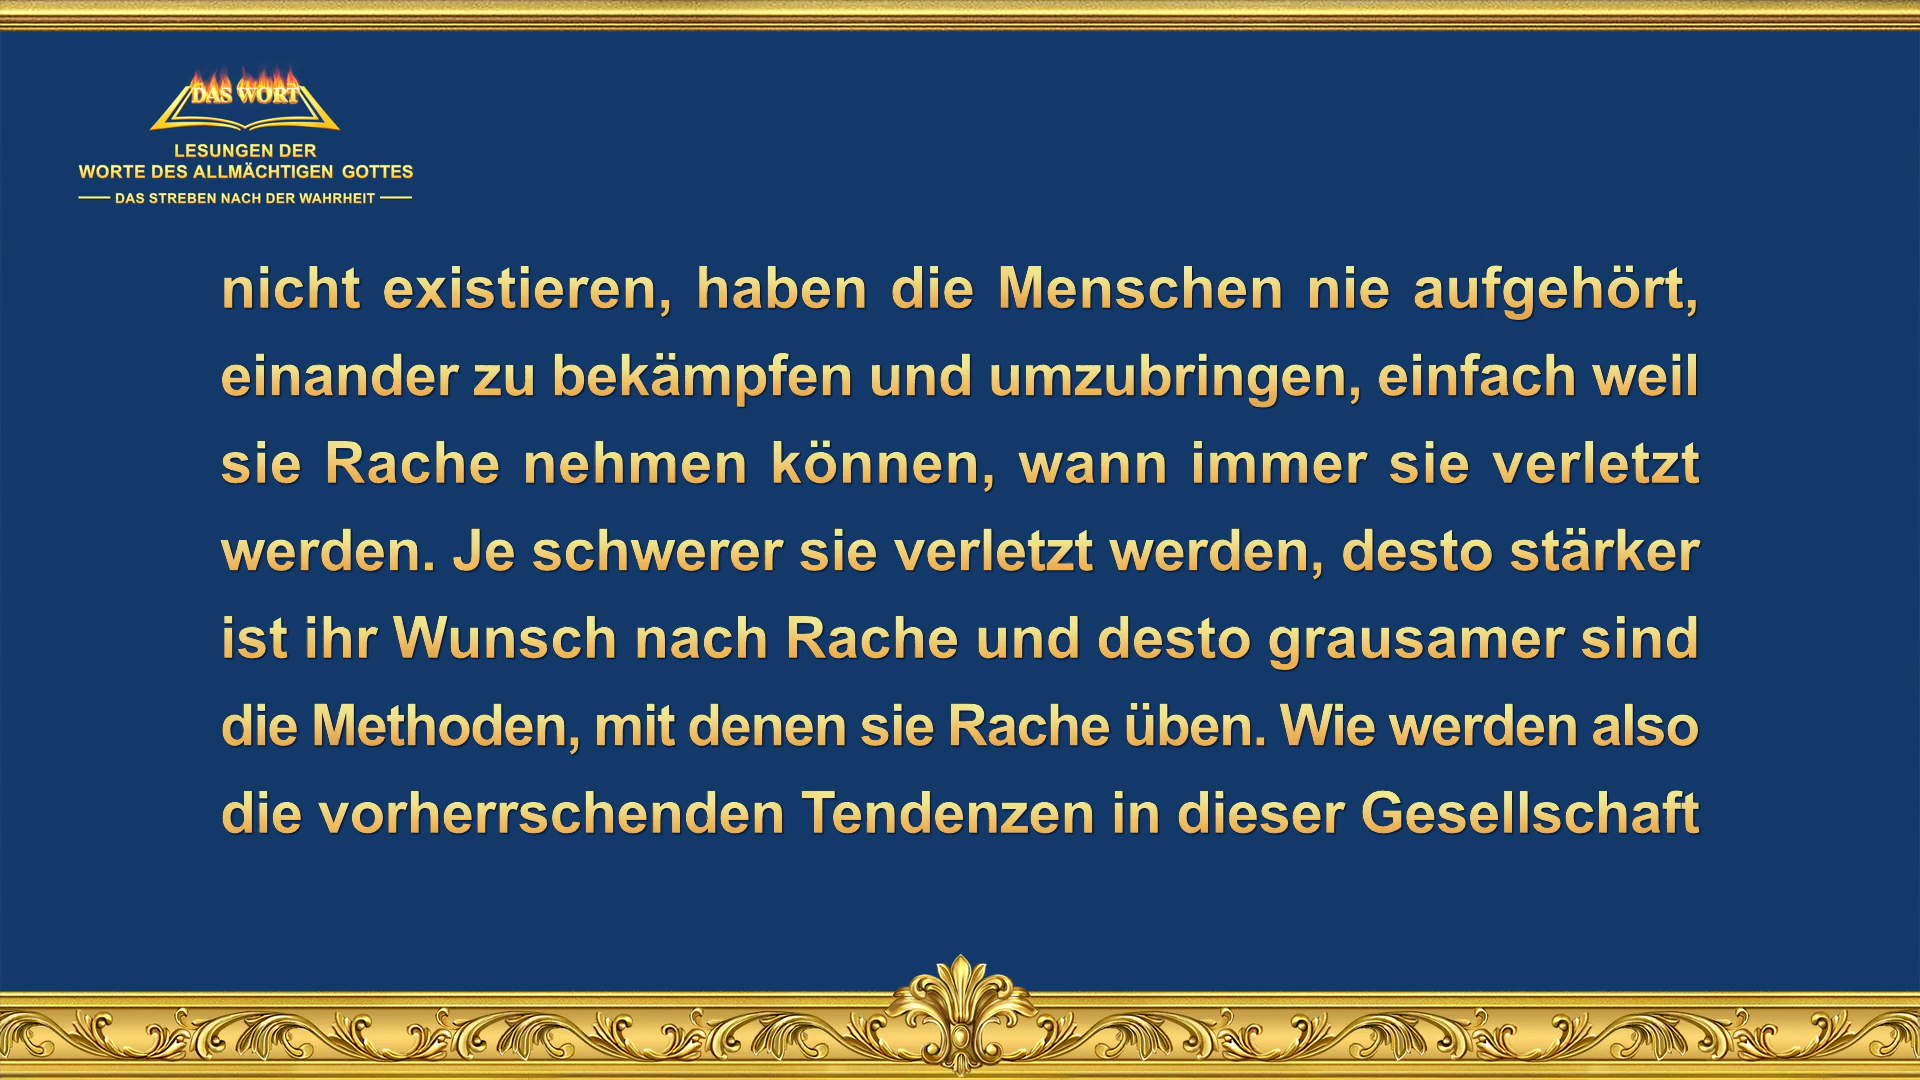 DAS WORT
LESUNGEN DER
WORTE DES ALLMÄCHTIGEN GOTTES
DAS STREBEN NACH DER WAHRHEIT
nicht existieren, haben die Menschen nie aufgehört,
einander zu bekämpfen und umzubringen, einfach weil
sie Rache nehmen können, wann immer sie verletzt
werden. Je schwerer sie verletzt werden, desto stärker
ist ihr Wunsch nach Rache und desto grausamer sind
die Methoden, mit denen sie Rache üben. Wie werden also
die vorherrschenden Tendenzen in dieser Gesellschaft